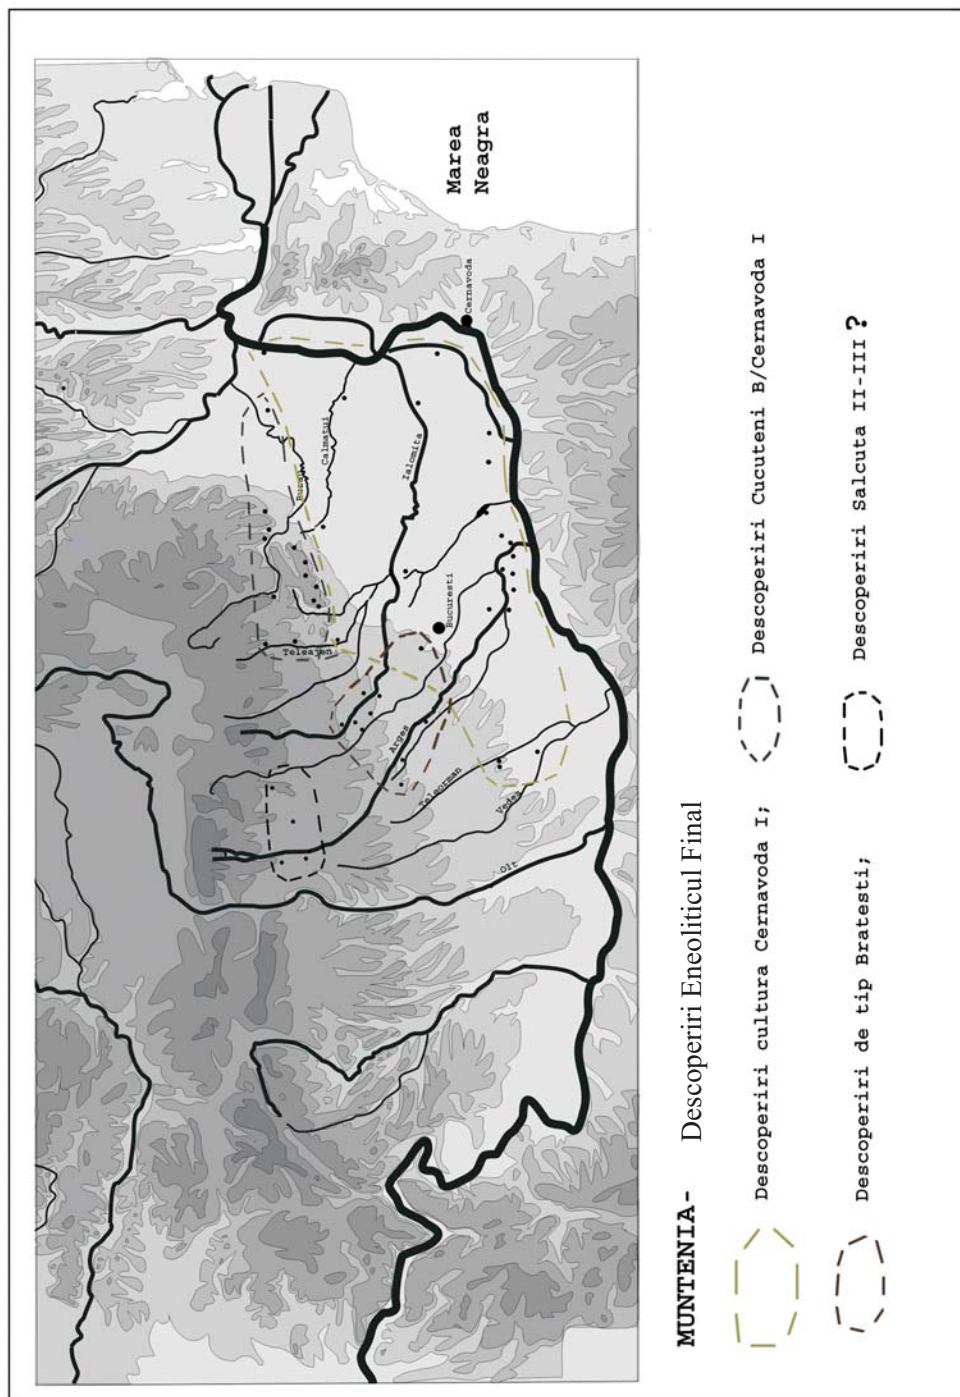 Marea
Neagra
Cernavoda
Calmatui
Ialomita
Bucuresti
Teleajen
Arges
Teleorman
Vedea
Olt
MUNTENIA- Descoperiri Eneoliticul Final
Descoperiri cultura Cernavoda I;
Descoperiri Cucuteni B/Cernavoda I
Descoperiri de tip Bratesti;
Descoperiri Salcuta II-III ?